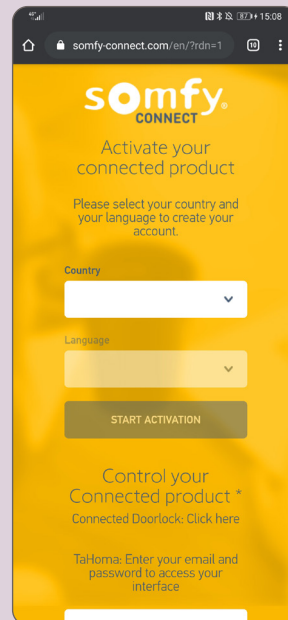 4G+
87 15:08
somfy-connect.com/en/?rdn=1 10
somfy.
CONNECT
Activate your
connected product
Please select your country and
your language to create your
account.
Country
Language
START ACTIVATION
Control your
Connected product *
Connected Doorlock: Click here
TaHoma: Enter your email and
password to access your
interface